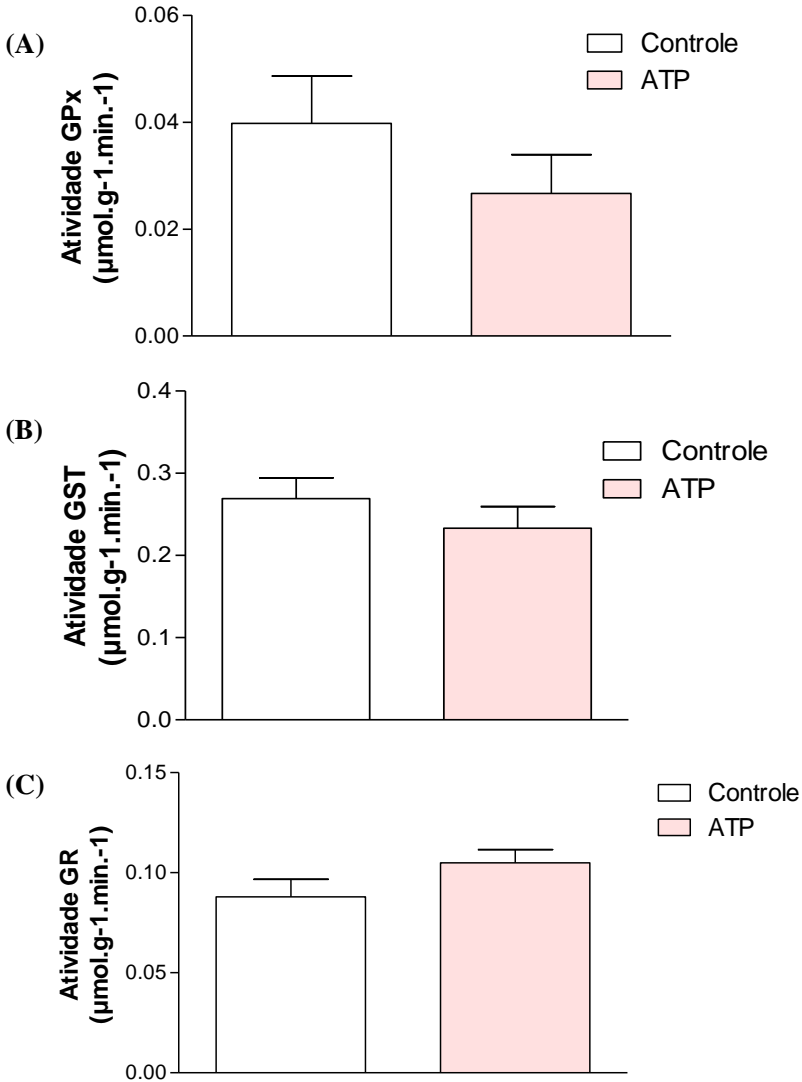 (A)
Atividade GPx
(µmol.g-1.min.-1)
0.06
0.04
0.02
0.00
Controle
ATP
(B)
Atividade GST
(µmol.g-1.min.-1)
0.4
0.3
0.2
0.1
0.0
Controle
ATP
(C)
Atividade GR
(µmol.g-1.min.-1)
0.15
0.10
0.05
0.00
Controle
ATP